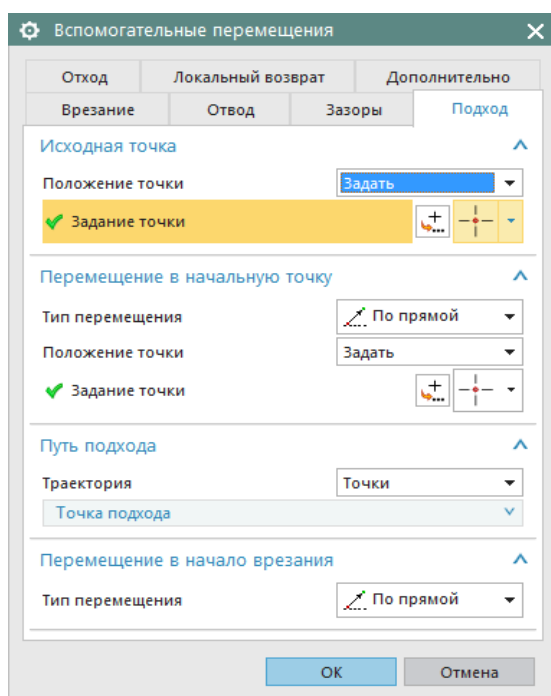 Вспомогательные перемещения
Отход Локальный возврат Дополнительно
Врезание Отвод Зазоры Подход
Исходная точка
Положение точки Задать
Задание точки
Перемещение в начальную точку
Тип перемещения По прямой
Положение точки Задать
Задание точки
Путь подхода
Траектория Точки
Точка подхода
Перемещение в начало врезания
Тип перемещения По прямой
ОК Отмена